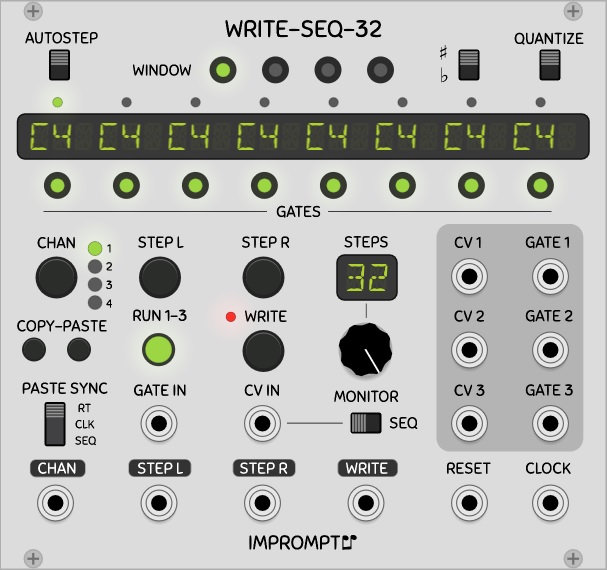 WRITE-SEQ-32
AUTOSTEP
QUANTIZE
WINDOW
♯
♭
C4 C4 C4 C4 C4 C4 C4 C4
GATES
CHAN
1
2
3
4
STEP L
STEP R
STEPS
32
CV 1
GATE 1
COPY-PASTE
RUN 1-3
WRITE
CV 2
GATE 2
PASTE SYNC
RT
CLK
SEQ
GATE IN
CV IN
MONITOR
SEQ
CV 3
GATE 3
CHAN
STEP L
STEP R
WRITE
RESET
CLOCK
IMPROMPTU